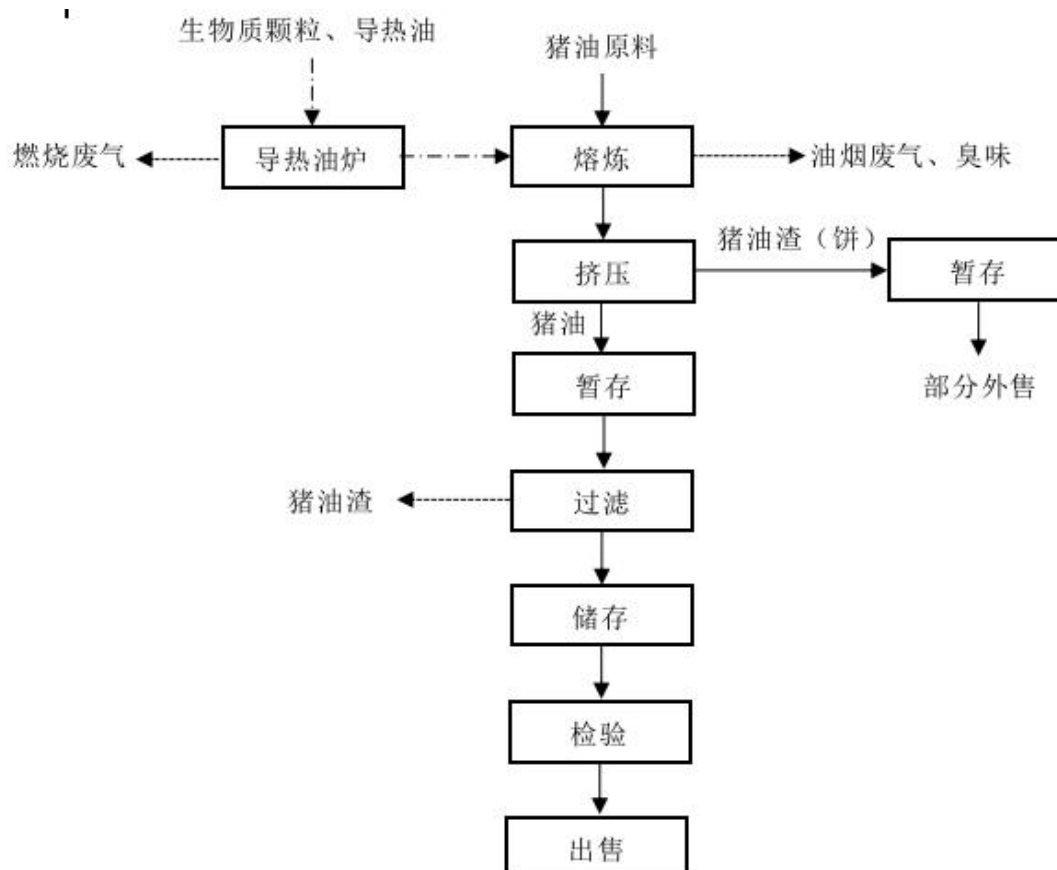 生物质颗粒、导热油
猪油原料
燃烧废气
导热油炉
熔炼
油烟废气、臭味
挤压
猪油渣（饼）
暂存
猪油
暂存
部分外售
猪油渣
过滤
储存
检验
出售